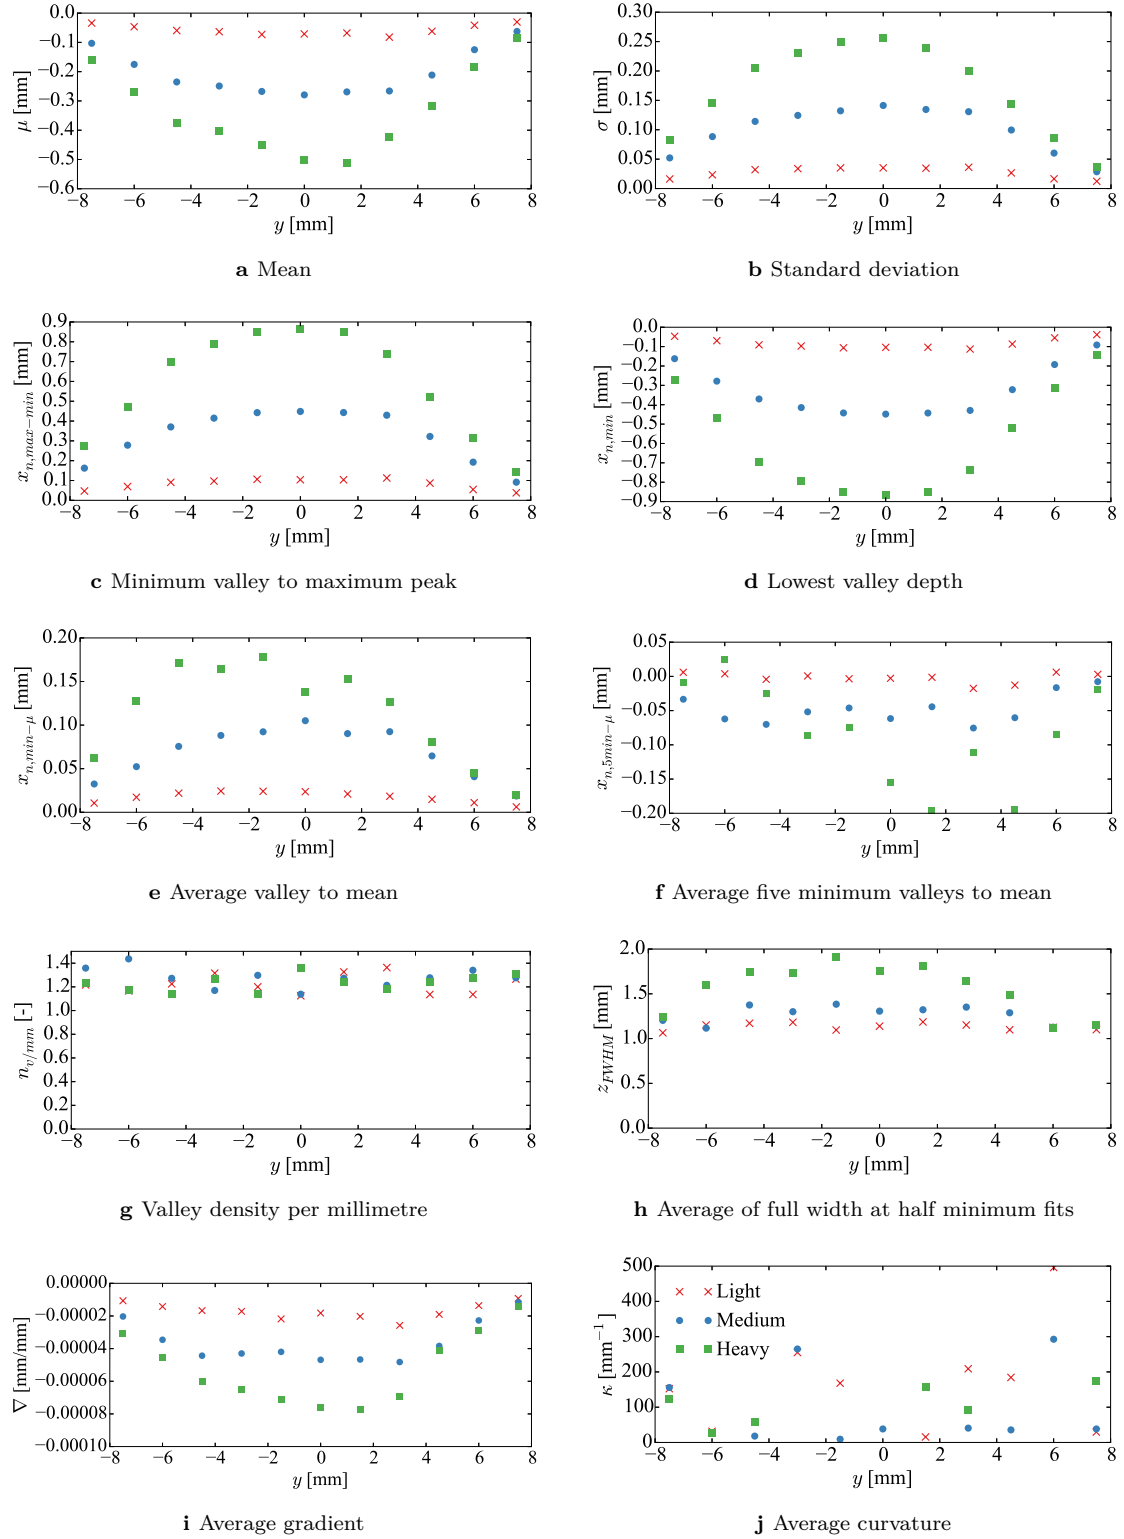 0.0
−0.1
−0.2
−0.3
−0.4
−0.5
−0.6
μ [mm]
−8 −6 −4 −2 0 2 4 6 8
y [mm]
a Mean
0.30
0.25
0.20
0.15
0.10
0.05
0.00
σ [mm]
−8 −6 −4 −2 0 2 4 6 8
y [mm]
b Standard deviation
0.9
0.8
0.7
0.6
0.5
0.4
0.3
0.2
0.1
0.0
x_{n,max−min} [mm]
−8 −6 −4 −2 0 2 4 6 8
y [mm]
c Minimum valley to maximum peak
0.0
−0.1
−0.2
−0.3
−0.4
−0.5
−0.6
−0.7
−0.8
−0.9
x_{n,min} [mm]
−8 −6 −4 −2 0 2 4 6 8
y [mm]
d Lowest valley depth
0.20
0.15
0.10
0.05
0.00
x_{n,min−μ} [mm]
−8 −6 −4 −2 0 2 4 6 8
y [mm]
e Average valley to mean
0.05
0.00
−0.05
−0.10
−0.15
−0.20
x_{n,5min−μ} [mm]
−8 −6 −4 −2 0 2 4 6 8
y [mm]
f Average five minimum valleys to mean
1.4
1.2
1.0
0.8
0.6
0.4
0.2
0.0
n_{v/mm} [-]
−8 −6 −4 −2 0 2 4 6 8
y [mm]
g Valley density per millimetre
2.0
1.5
1.0
0.5
0.0
z_{FWHM} [mm]
−8 −6 −4 −2 0 2 4 6 8
y [mm]
h Average of full width at half minimum fits
0.00000
−0.00002
−0.00004
−0.00006
−0.00008
−0.00010
∇ [mm/mm]
−8 −6 −4 −2 0 2 4 6 8
y [mm]
i Average gradient
500
400
300
200
100
0
κ [mm⁻¹]
Light
Medium
Heavy
−8 −6 −4 −2 0 2 4 6 8
y [mm]
j Average curvature